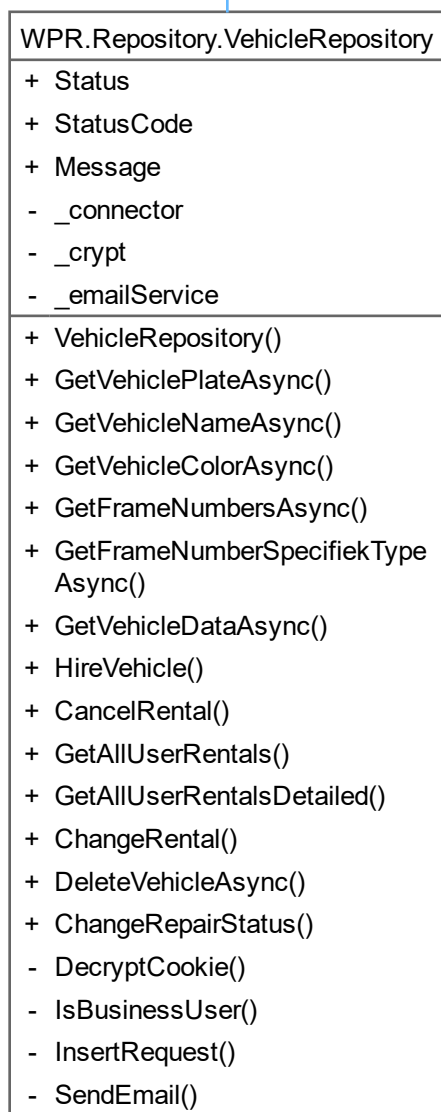 WPR.Repository.VehicleRepository
+ Status
+ StatusCode
+ Message
- _connector
- _crypt
- _emailService
+ VehicleRepository()
+ GetVehiclePlateAsync()
+ GetVehicleNameAsync()
+ GetVehicleColorAsync()
+ GetFrameNumbersAsync()
+ GetFrameNumberSpecifiekType
Async()
+ GetVehicleDataAsync()
+ HireVehicle()
+ CancelRental()
+ GetAllUserRentals()
+ GetAllUserRentalsDetailed()
+ ChangeRental()
+ DeleteVehicleAsync()
+ ChangeRepairStatus()
- DecryptCookie()
- IsBusinessUser()
- InsertRequest()
- SendEmail()